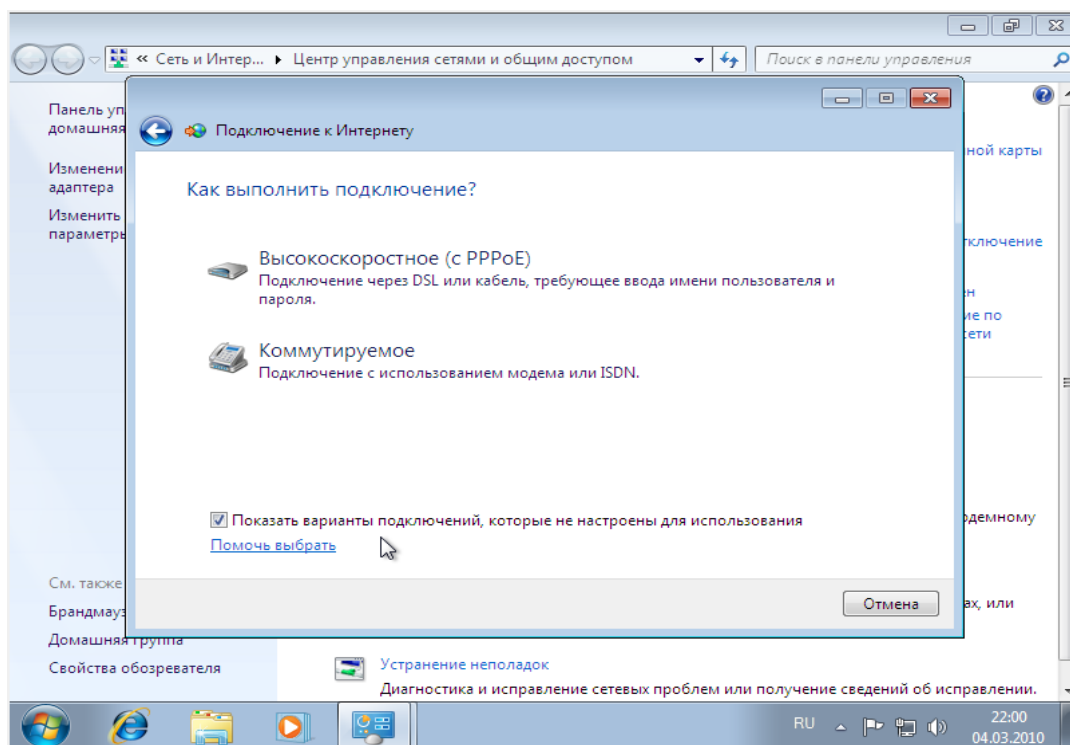 « Сеть и Интер... Центр управления сетями и общим доступом
Поиск в панели управления
Панель уп
домашняя
Изменени
адаптера
Изменить
параметры
Подключение к Интернету
Как выполнить подключение?
Высокоскоростное (с PPPoE)
Подключение через DSL или кабель, требующее ввода имени пользователя и
пароля.
Коммутируемое
Подключение с использованием модема или ISDN.
Показать варианты подключений, которые не настроены для использования
Помочь выбрать
Отмена
ной карты
ключение
ен
ие по
сети
одемному
ах, или
См. также
Брандмауэ
Домашняя группа
Свойства обозревателя
Устранение неполадок
Диагностика и исправление сетевых проблем или получение сведений об исправлении.
RU
22:00
04.03.2010